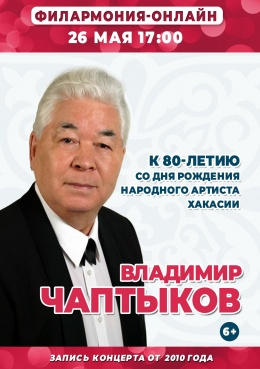 ФИЛАРМОНИЯ-ОНЛАЙН
26 МАЯ 17:00
К 80-ЛЕТИЮ
СО ДНЯ РОЖДЕНИЯ
НАРОДНОГО АРТИСТА
ХАКАСИИ
ВЛАДИМИР
ЧАПТЫКОВ
6+
ЗАПИСЬ КОНЦЕРТА ОТ 2010 ГОДА